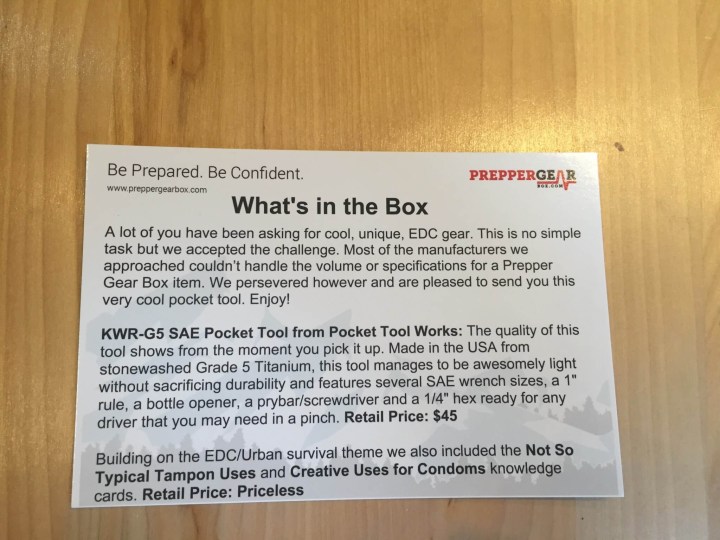 Be Prepared. Be Confident.
www.preppergearbox.com
PREPPERGEAR
BOX.COM
What's in the Box
A lot of you have been asking for cool, unique, EDC gear. This is no simple
task but we accepted the challenge. Most of the manufacturers we
approached couldn't handle the volume or specifications for a Prepper
Gear Box item. We persevered however and are pleased to send you this
very cool pocket tool. Enjoy!
KWR-G5 SAE Pocket Tool from Pocket Tool Works: The quality of this
tool shows from the moment you pick it up. Made in the USA from
stonewashed Grade 5 Titanium, this tool manages to be awesomely light
without sacrificing durability and features several SAE wrench sizes, a 1"
rule, a bottle opener, a prybar/screwdriver and a 1/4" hex ready for any
driver that you may need in a pinch. Retail Price: $45
Building on the EDC/Urban survival theme we also included the Not So
Typical Tampon Uses and Creative Uses for Condoms knowledge
cards. Retail Price: Priceless